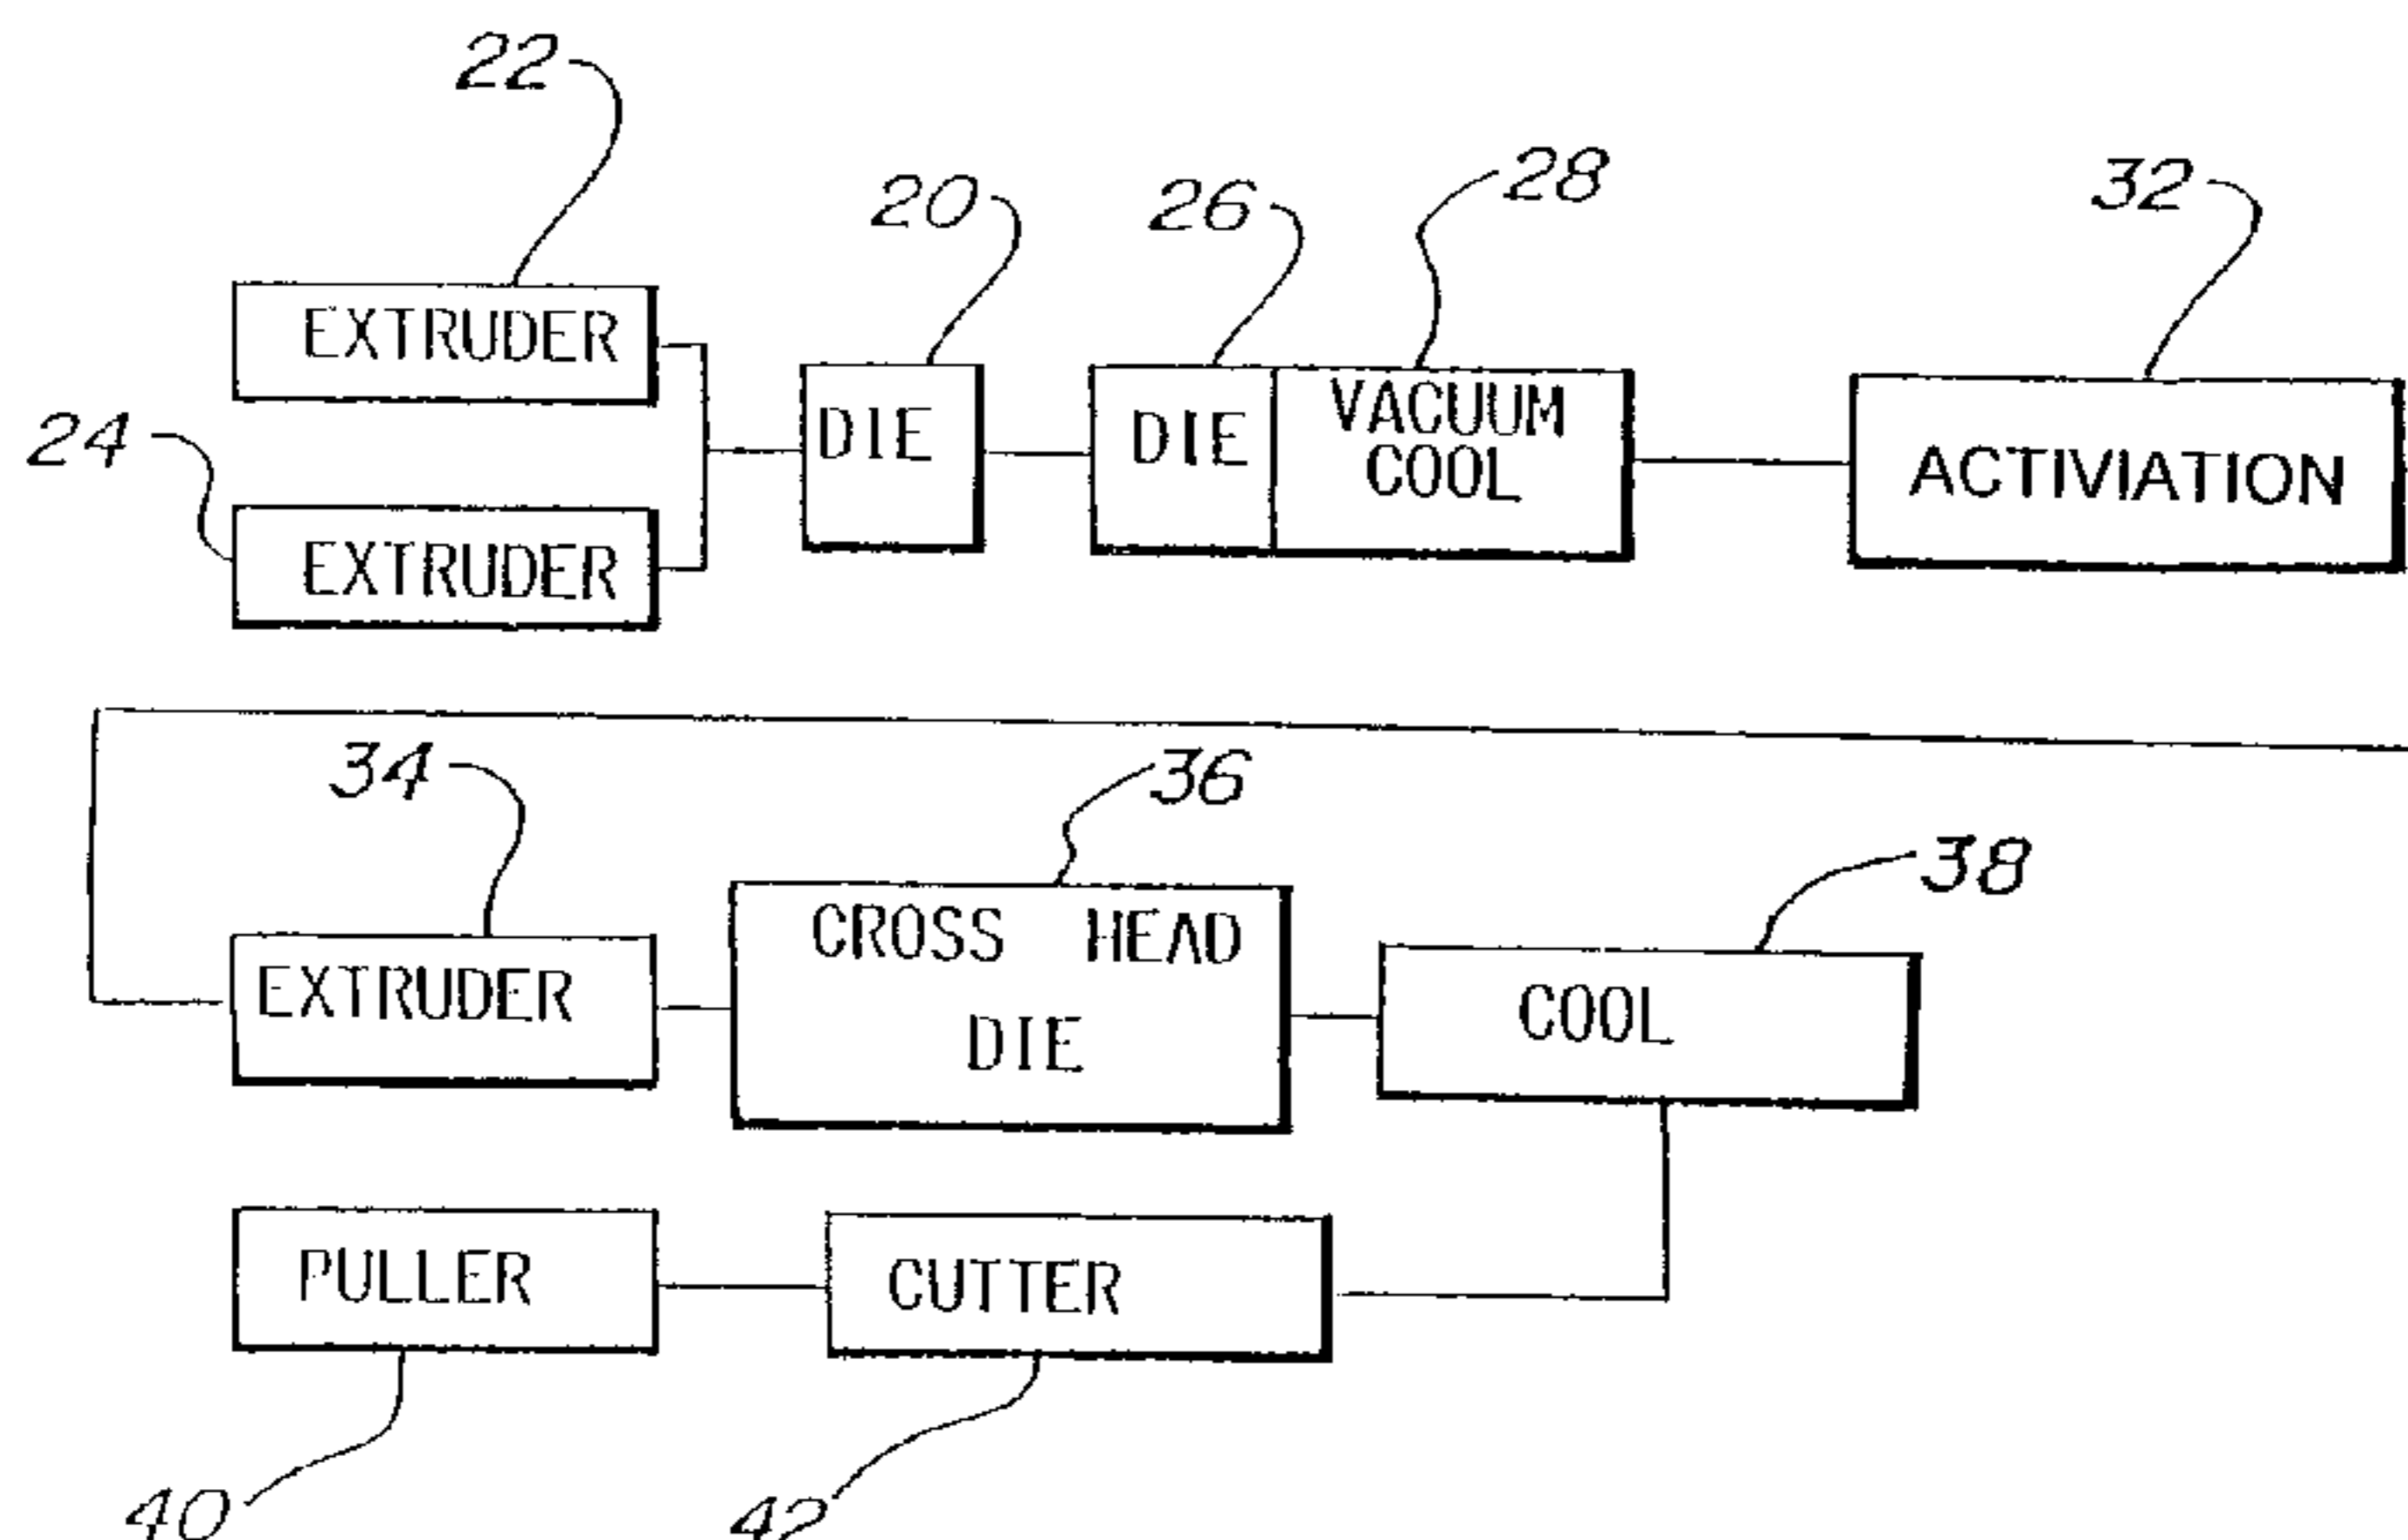 22
20
26
28
32
EXTRUDER
24
EXTRUDER
DIE
DIE
VACUUM
COOL
ACTIVIATION
34
36
38
EXTRUDER
CROSS HEAD
DIE
COOL
PULLER
CUTTER
40
42